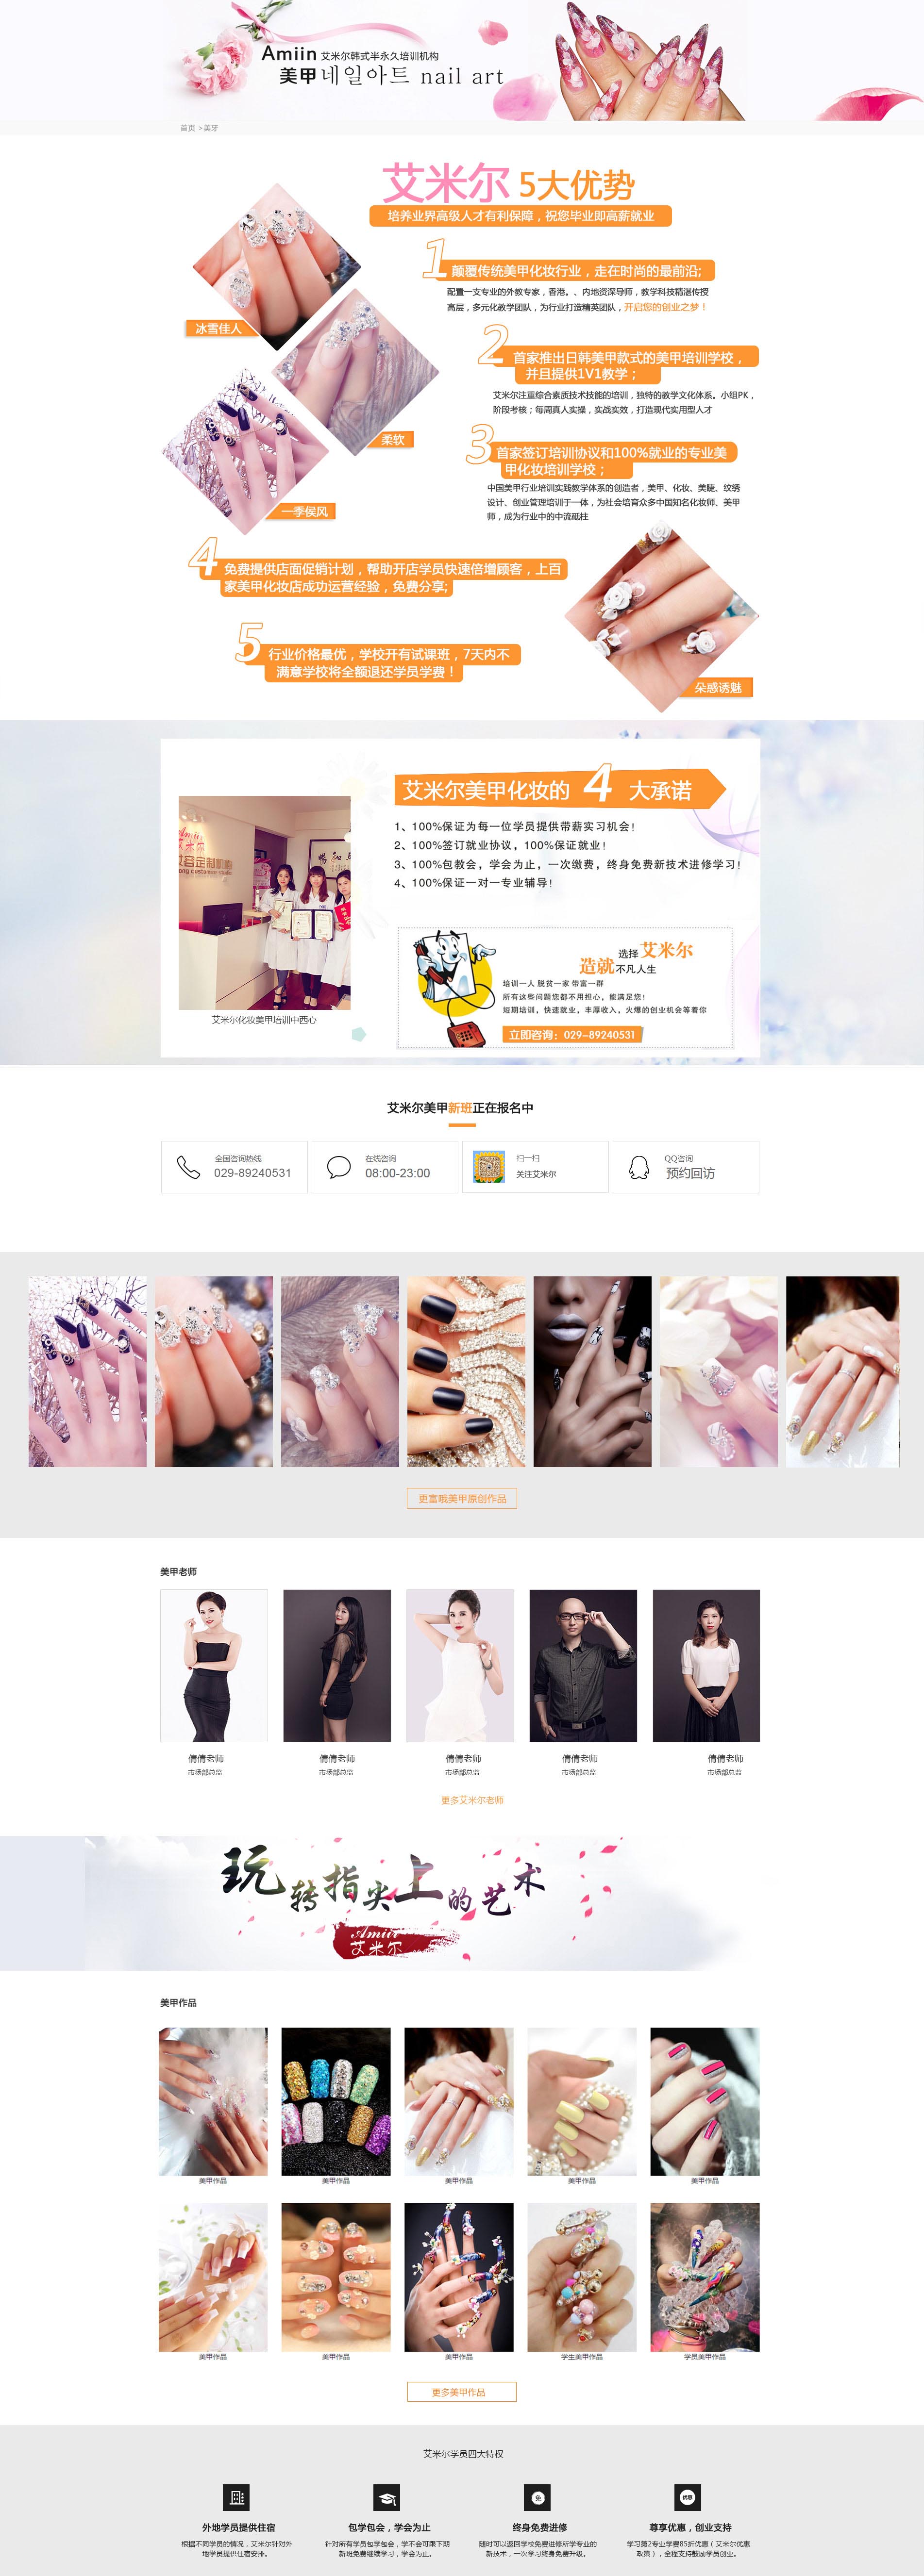 Amiin 艾米尔韩式半永久培训机构
美甲네일아트 nail art
首页 >美牙
艾米尔 5大优势
培养业界高级人才有利保障，祝您毕业即高薪就业
1 颠覆传统美甲化妆行业，走在时尚的最前沿;
配置一支专业的外教专家，香港。、内地资深导师，教学科技精湛传授
高层，多元化教学团队，为行业打造精英团队，开启您的创业之梦！
冰雪佳人
2 首家推出日韩美甲款式的美甲培训学校，
并且提供1V1教学；
艾米尔注重综合素质技术技能的培训，独特的教学文化体系。小组PK，
阶段考核；每周真人实操，实战实效，打造现代实用型人才
柔软
3 首家签订培训协议和100%就业的专业美
甲化妆培训学校；
中国美甲行业培训实践教学体系的创造者，美甲、化妆、美睫、纹绣
设计、创业管理培训于一体，为社会培育众多中国知名化妆师、美甲
师，成为行业中的中流砥柱
一季侯风
4 免费提供店面促销计划，帮助开店学员快速倍增顾客，上百
家美甲化妆店成功运营经验，免费分享;
5 行业价格最优，学校开有试课班，7天内不
满意学校将全额退还学员学费！
朵惑诱魅
艾米尔美甲化妆的 4 大承诺
1、100%保证为每一位学员提供带薪实习机会！
2、100%签订就业协议，100%保证就业！
3、100%包教会，学会为止，一次缴费，终身免费新技术进修学习！
4、100%保证一对一专业辅导！
艾米尔化妆美甲培训中西心
选择 艾米尔
造就不凡人生
培训一人 脱贫一家 带富一群
所有这些问题您都不用担心，能满足您！
短期培训，快速就业，丰厚收入，火爆的创业机会等着你
立即咨询：029-89240531
艾米尔美甲新班正在报名中
全国咨询热线
029-89240531
在线咨询
08:00-23:00
扫一扫
关注艾米尔
QQ咨询
预约回访
更富哦美甲原创作品
美甲老师
倩倩老师 倩倩老师 倩倩老师 倩倩老师 倩倩老师
市场部总监 市场部总监 市场部总监 市场部总监 市场部总监
更多艾米尔老师
玩转指尖上的艺术
Amiir
艾米尔
美甲作品
美甲作品 美甲作品 美甲作品 美甲作品 美甲作品
美甲作品 美甲作品 美甲作品 学生美甲作品 学员美甲作品
更多美甲作品
艾米尔学员四大特权
免
优惠
外地学员提供住宿
根据不同学员的情况，艾米尔针对外
地学员提供住宿安排。
包学包会，学会为止
针对所有学员包学包会，学不会可跟下期
新班免费继续学习，学会为止。
终身免费进修
随时可以返回学校免费进修所学专业的
新技术，一次学习终身免费升级。
尊享优惠，创业支持
学习第2专业学费85折优惠（艾米尔优惠
政策），全程支持鼓励学员创业。